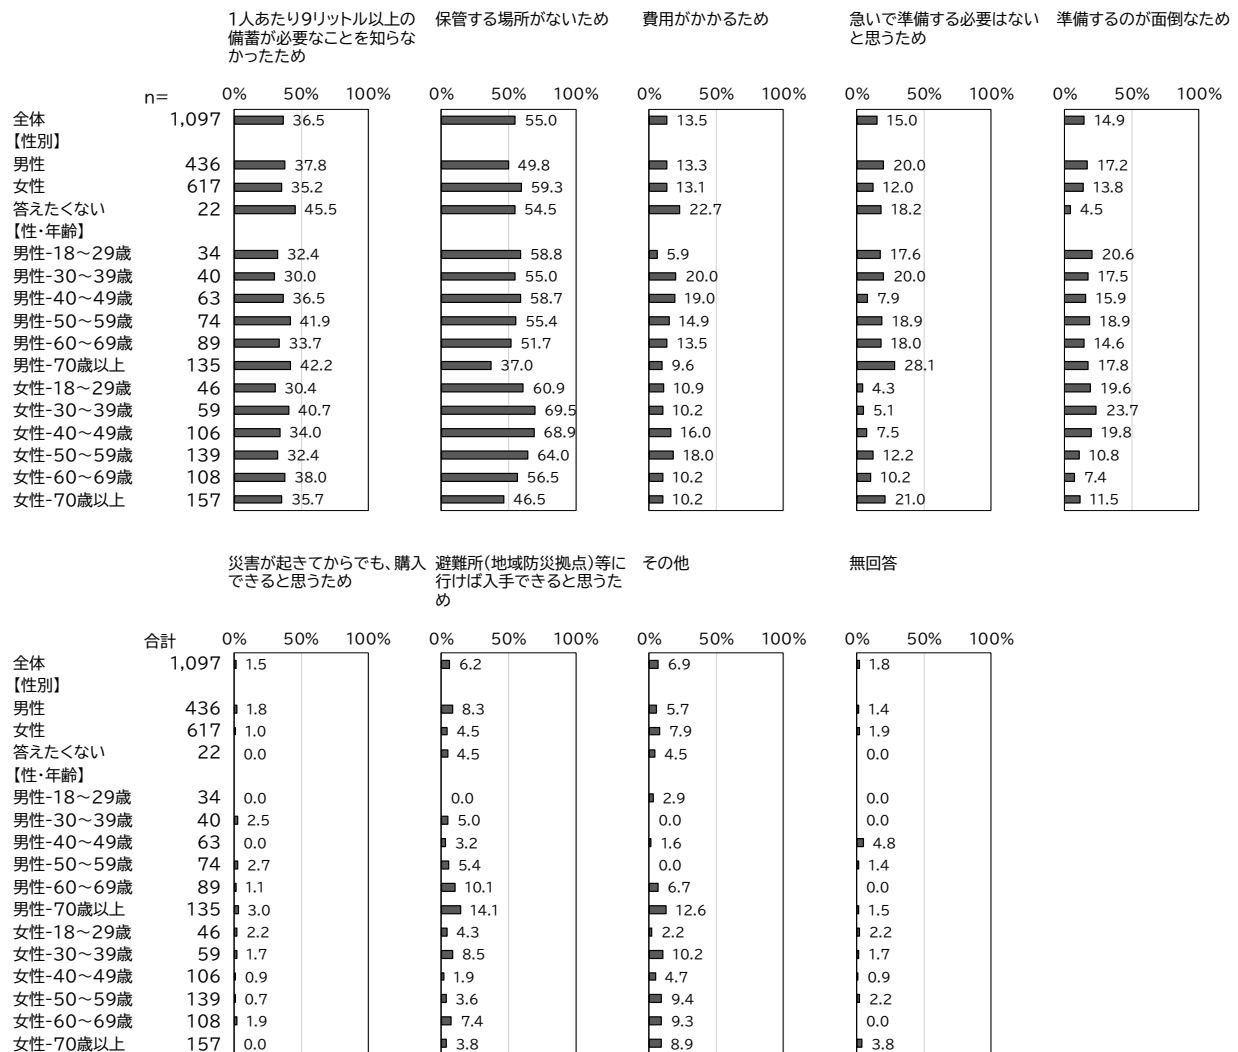 1人あたり9リットル以上の
備蓄が必要なことを知らな
かったため
保管する場所がないため
費用がかかるため
急いで準備する必要はない
と思うため
準備するのが面倒なため
n= 0% 50% 100% 0% 50% 100% 0% 50% 100% 0% 50% 100% 0% 50% 100%
全体 1,097 36.5 55.0 13.5 15.0 14.9
【性別】
男性 436 37.8 49.8 13.3 20.0 17.2
女性 617 35.2 59.3 13.1 12.0 13.8
答えたくない 22 45.5 54.5 22.7 18.2 4.5
【性・年齢】
男性-18～29歳 34 32.4 58.8 5.9 17.6 20.6
男性-30～39歳 40 30.0 55.0 20.0 20.0 17.5
男性-40～49歳 63 36.5 58.7 19.0 7.9 15.9
男性-50～59歳 74 41.9 55.4 14.9 18.9 18.9
男性-60～69歳 89 33.7 51.7 13.5 18.0 14.6
男性-70歳以上 135 42.2 37.0 9.6 28.1 17.8
女性-18～29歳 46 30.4 60.9 10.9 4.3 19.6
女性-30～39歳 59 40.7 69.5 10.2 5.1 23.7
女性-40～49歳 106 34.0 68.9 16.0 7.5 19.8
女性-50～59歳 139 32.4 64.0 18.0 12.2 10.8
女性-60～69歳 108 38.0 56.5 10.2 10.2 7.4
女性-70歳以上 157 35.7 46.5 10.2 21.0 11.5
災害が起きてからでも、購入
できると思うため
避難所（地域防災拠点）等に
行けば入手できると思うた
め
その他
無回答
合計 0% 50% 100% 0% 50% 100% 0% 50% 100% 0% 50% 100%
全体 1,097 1.5 6.2 6.9 1.8
【性別】
男性 436 1.8 8.3 5.7 1.4
女性 617 1.0 4.5 7.9 1.9
答えたくない 22 0.0 4.5 4.5 0.0
【性・年齢】
男性-18～29歳 34 0.0 0.0 2.9 0.0
男性-30～39歳 40 2.5 5.0 0.0 0.0
男性-40～49歳 63 0.0 3.2 1.6 4.8
男性-50～59歳 74 2.7 5.4 0.0 1.4
男性-60～69歳 89 1.1 10.1 6.7 0.0
男性-70歳以上 135 3.0 14.1 12.6 1.5
女性-18～29歳 46 2.2 4.3 2.2 2.2
女性-30～39歳 59 1.7 8.5 10.2 1.7
女性-40～49歳 106 0.9 1.9 4.7 0.9
女性-50～59歳 139 0.7 3.6 9.4 2.2
女性-60～69歳 108 1.9 7.4 9.3 0.0
女性-70歳以上 157 0.0 3.8 8.9 3.8